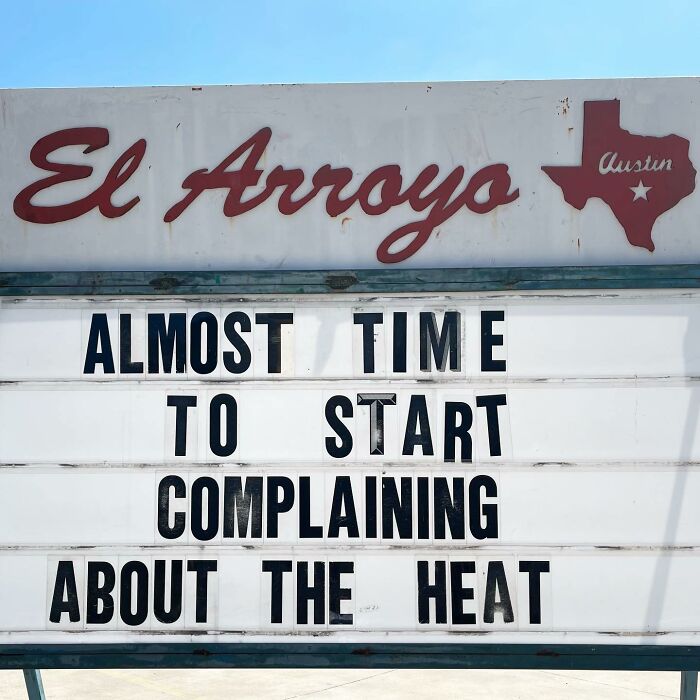 El Arroyo
Austin
ALMOST TIME
TO START
COMPLAINING
ABOUT THE HEAT